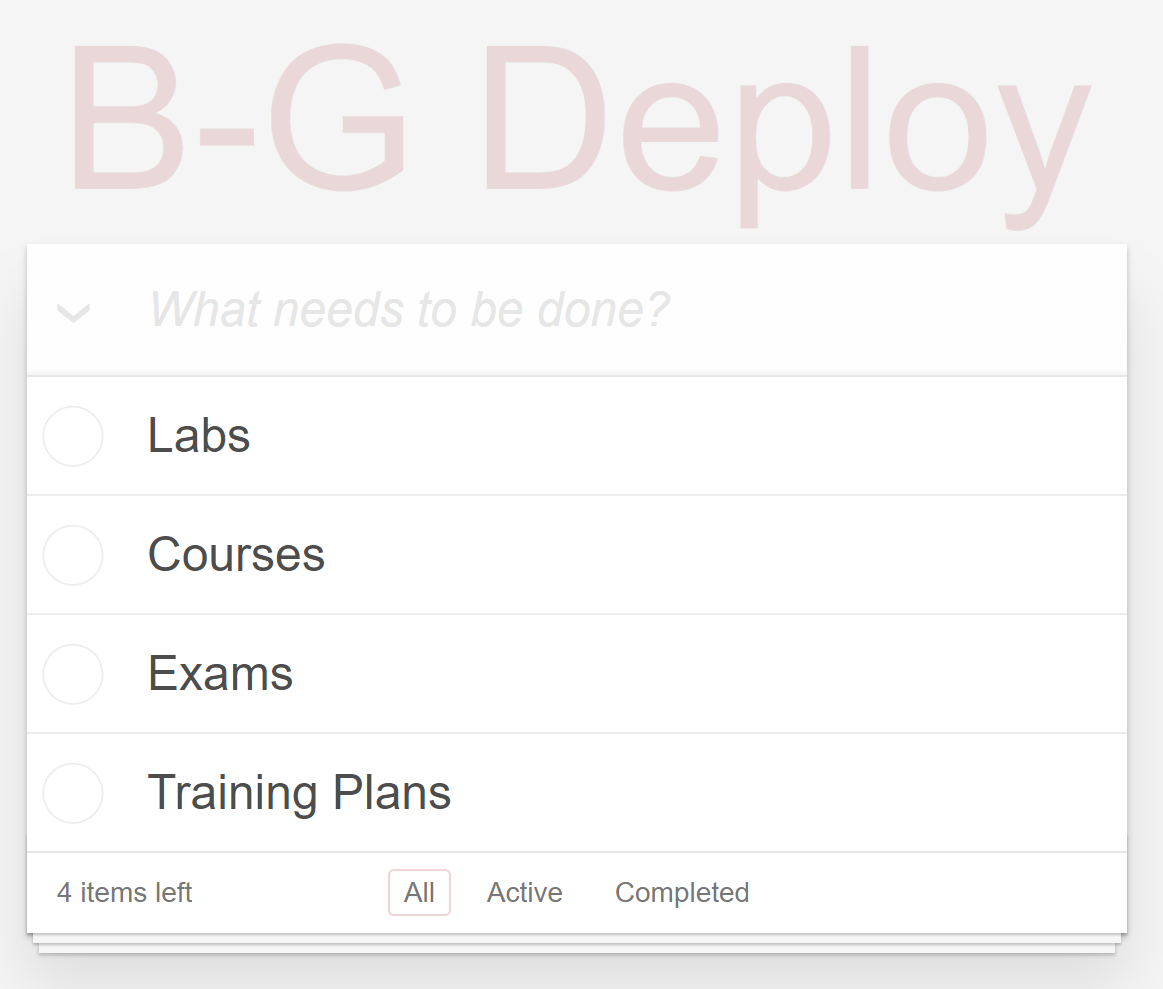 B-G Deploy
What needs to be done?
Labs
Courses
Exams
Training Plans
4 items left All Active Completed